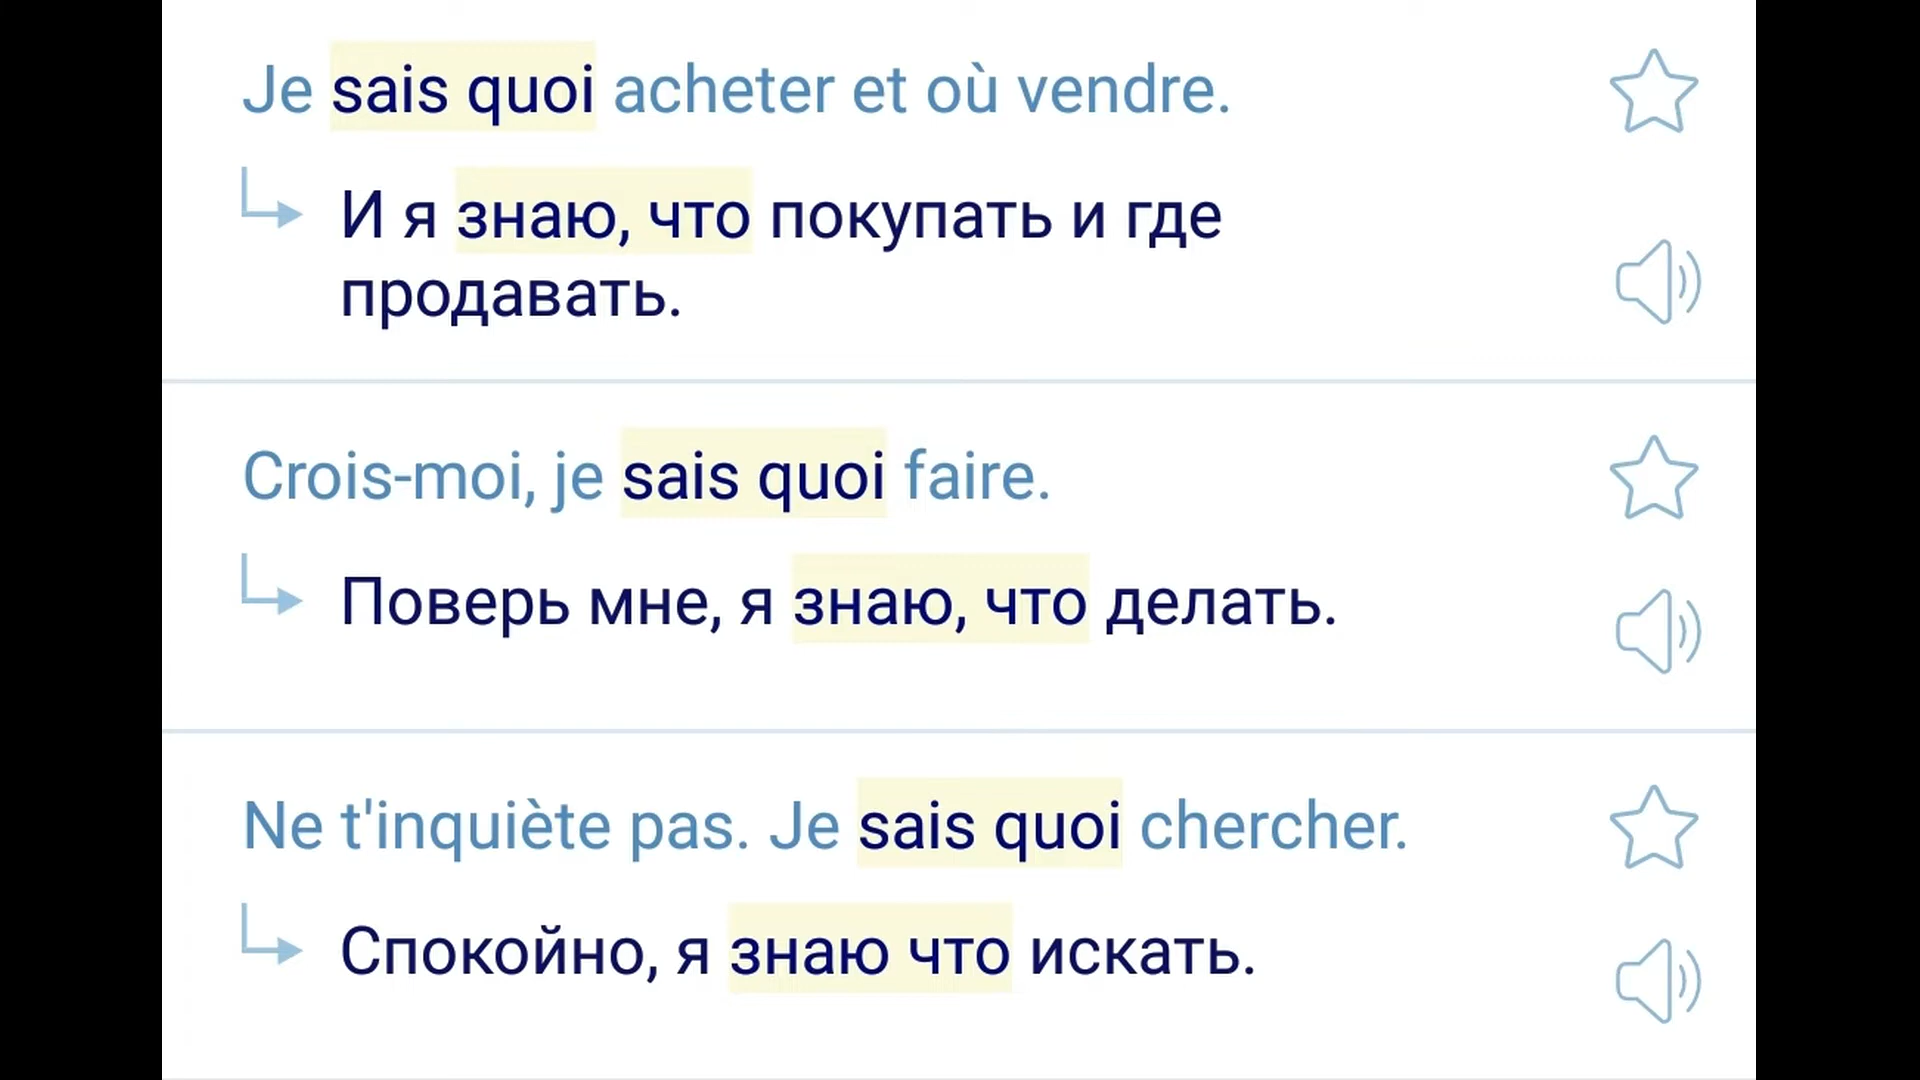 Je sais quoi acheter et où vendre.
И я знаю, что покупать и где
продавать.
Crois-moi, je sais quoi faire.
Поверь мне, я знаю, что делать.
Ne t'inquiète pas. Je sais quoi chercher.
Спокойно, я знаю что искать.